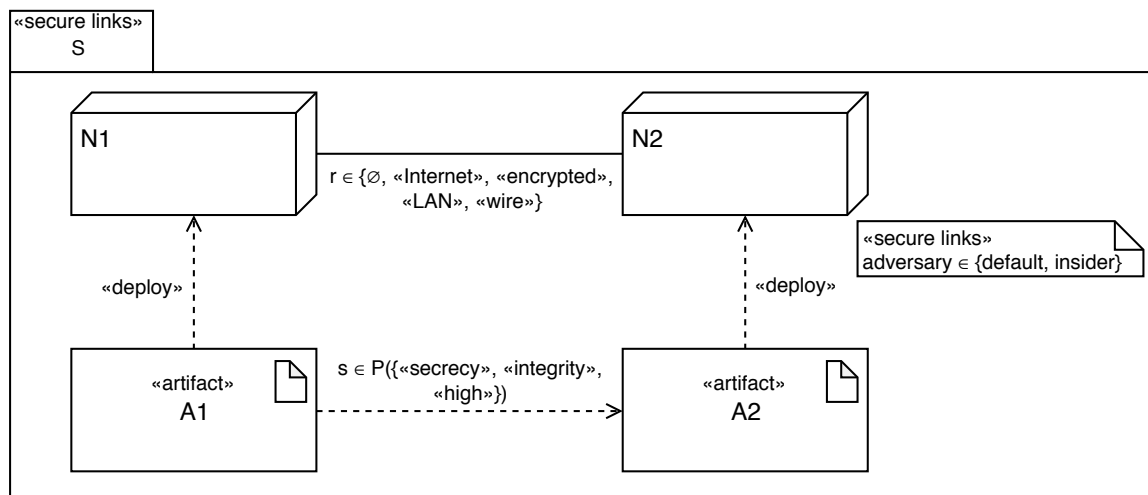 «secure links»
S
N1
N2
r ∈ {∅, «Internet», «encrypted»,
«LAN», «wire»}
«secure links»
adversary ∈ {default, insider}
«deploy»
«deploy»
«artifact»
A1
s ∈ P({«secrecy», «integrity»,
«high»})
«artifact»
A2